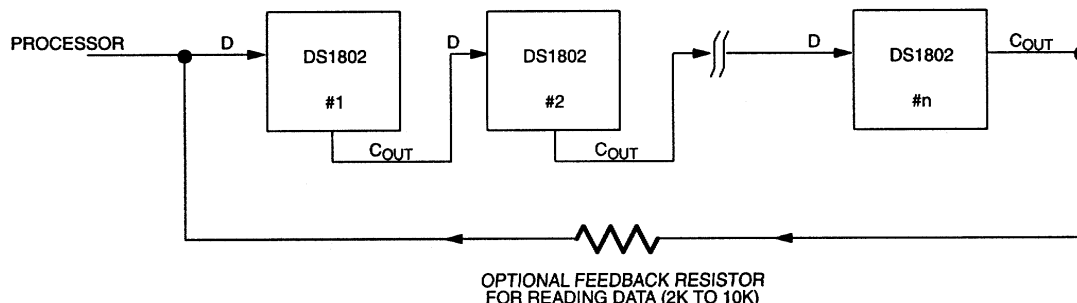 PROCESSOR
D
DS1802
#1
COUT
D
DS1802
#2
COUT
D
DS1802
#n
COUT
OPTIONAL FEEDBACK RESISTOR
FOR READING DATA (2K TO 10K)